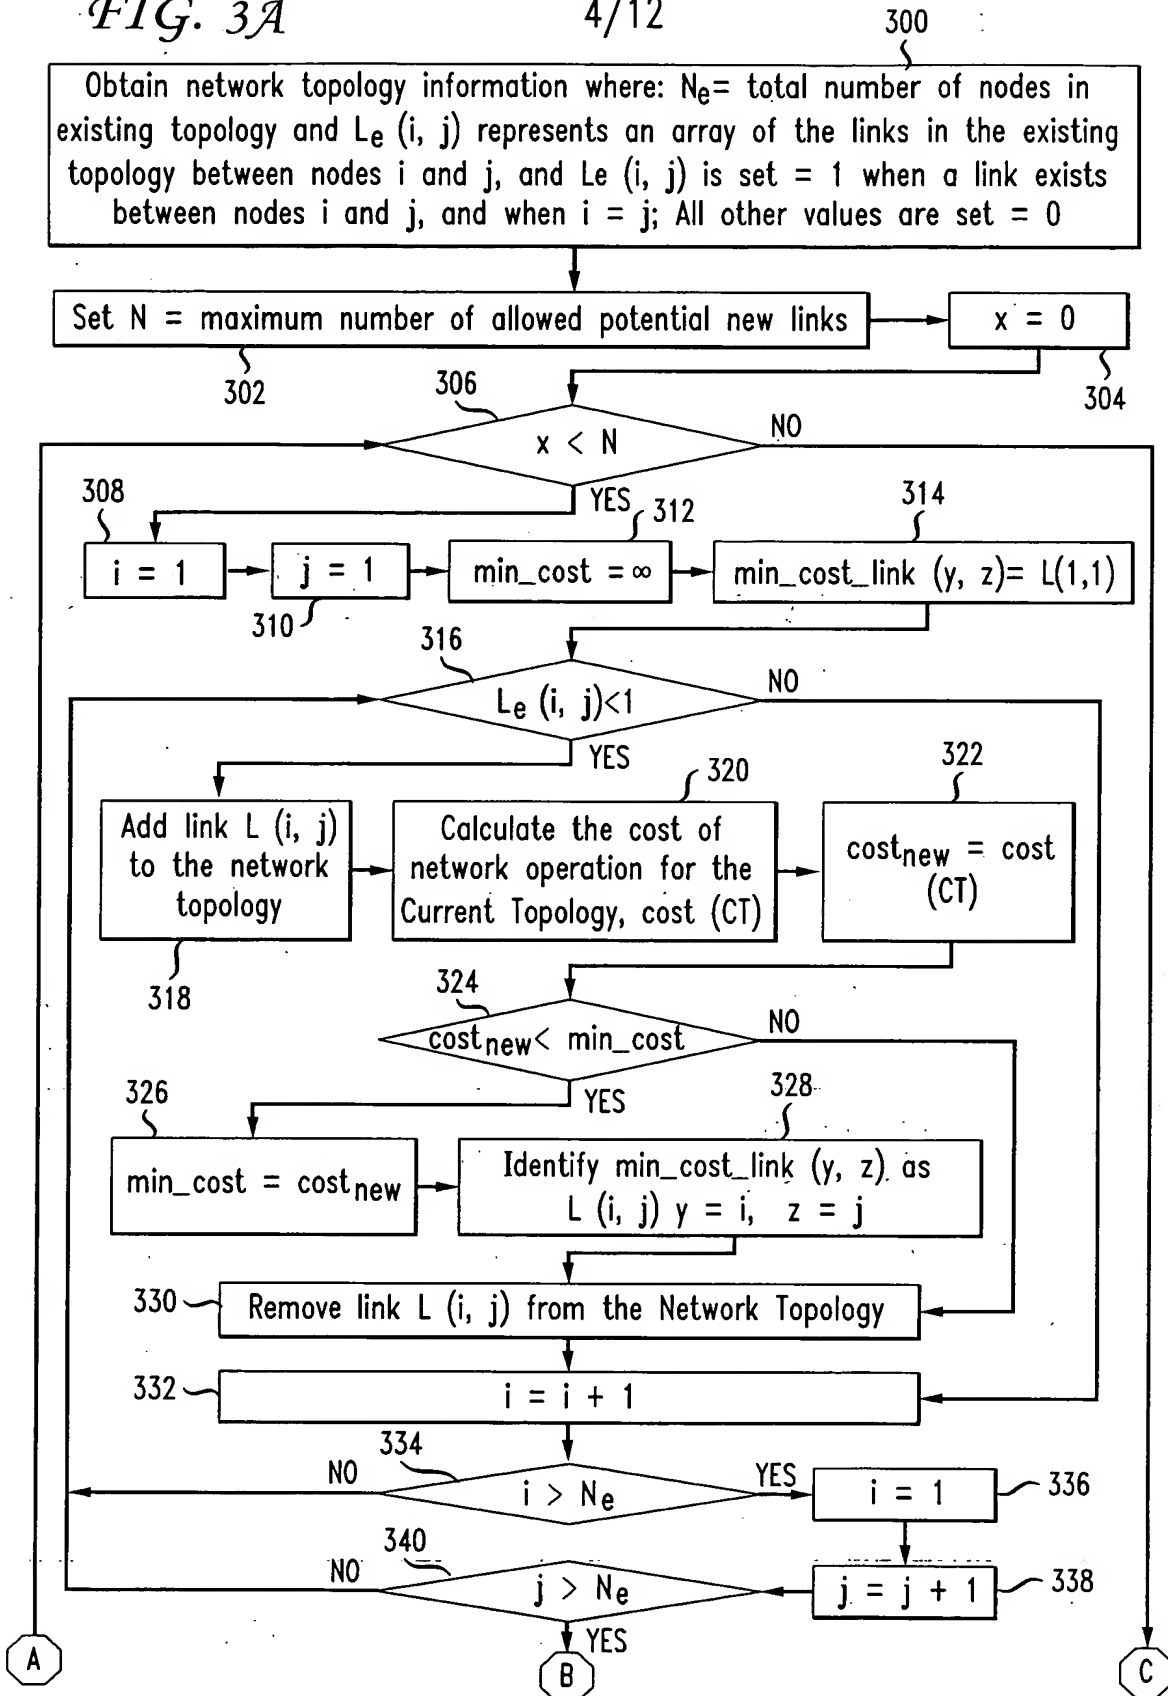 FIG. 3A
4/12
300
Obtain network topology information where: Ne= total number of nodes in
existing topology and Le (i, j) represents an array of the links in the existing
topology between nodes i and j, and Le (i, j) is set = 1 when a link exists
between nodes i and j, and when i = j; All other values are set = 0
Set N = maximum number of allowed potential new links
x = 0
302
304
306
x < N
NO
YES
308
312
314
i = 1
j = 1
min_cost = ∞
min_cost_link (y, z)= L(1,1)
310
316
Le (i, j)<1
NO
YES
320
322
Add link L (i, j)
to the network
topology
Calculate the cost of
network operation for the
Current Topology, cost (CT)
costnew = cost
(CT)
318
324
costnew< min_cost
NO
YES
326
328
min_cost = costnew
Identify min_cost_link (y, z) as
L (i, j) y = i, z = j
330
Remove link L (i, j) from the Network Topology
332
i = i + 1
334
NO
i > Ne
YES
i = 1
336
340
NO
j > Ne
j = j + 1
338
YES
A
B
C